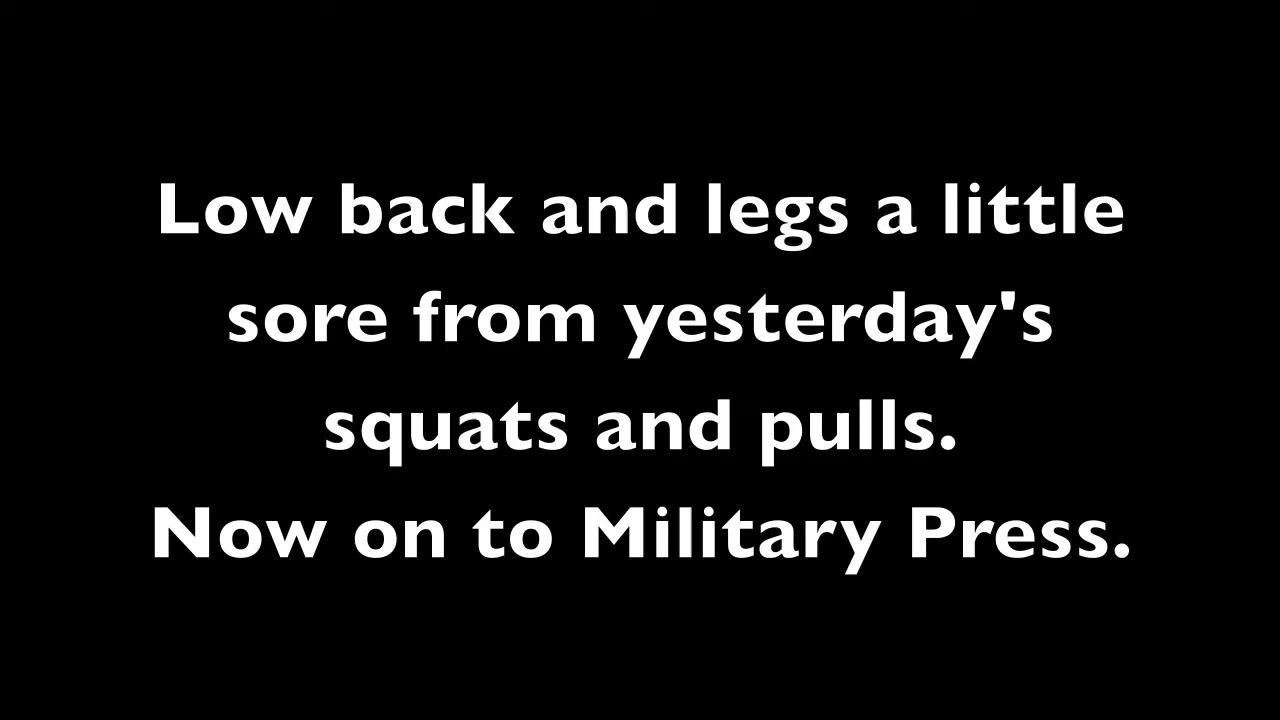 Low back and legs a little
sore from yesterday's
squats and pulls.
Now on to Military Press.